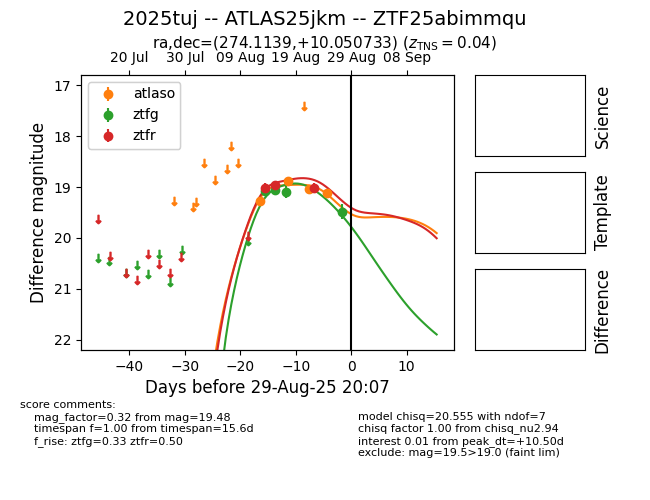 2025tuj -- ATLAS25jkm -- ZTF25abimmqu
ra,dec=(274.1139,+10.050733) (z_TNS = 0.04)
20 Jul 30 Jul 09 Aug 19 Aug 29 Aug 08 Sep
atlaso
ztfg
ztfr
17
18
19
20
21
22
Difference magnitude
−40 −30 −20 −10 0 10
Days before 29-Aug-25 20:07
Science
Template
Difference
score comments:
mag_factor=0.32 from mag=19.48
timespan f=1.00 from timespan=15.6d
f_rise: ztfg=0.33 ztfr=0.50
model chisq=20.555 with ndof=7
chisq factor 1.00 from chisq_nu2.94
interest 0.01 from peak_dt=+10.50d
exclude: mag=19.5>19.0 (faint lim)